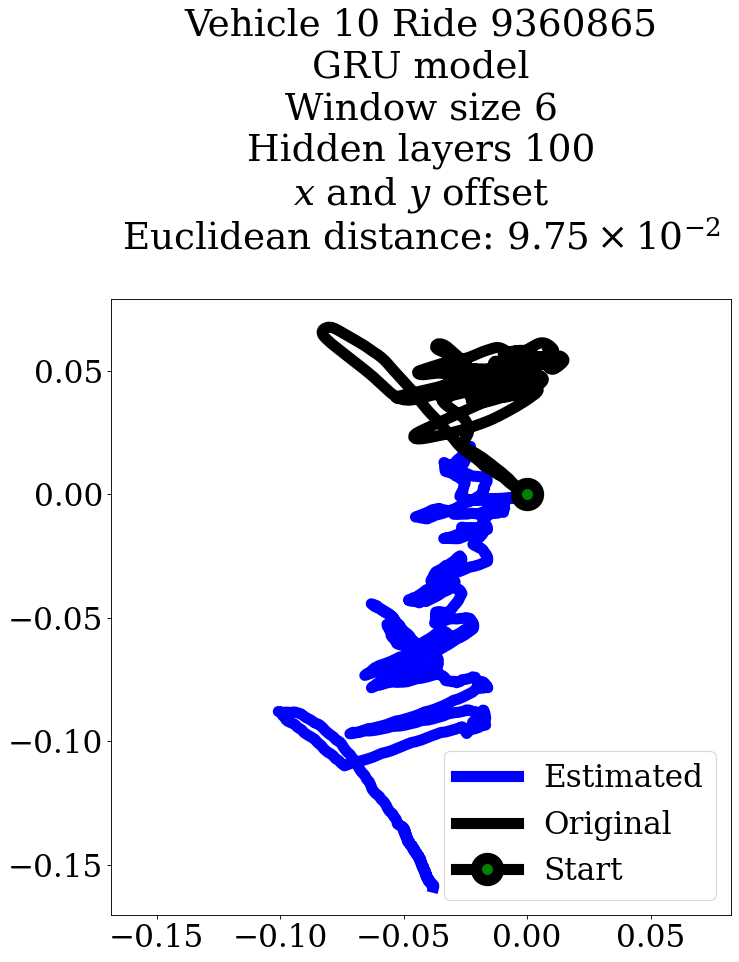 Vehicle 10 Ride 9360865
GRU model
Window size 6
Hidden layers 100
x and y offset
Euclidean distance: 9.75 × 10⁻²
0.05
0.00
−0.05
−0.10
−0.15
Estimated
Original
Start
−0.15 −0.10 −0.05 0.00 0.05